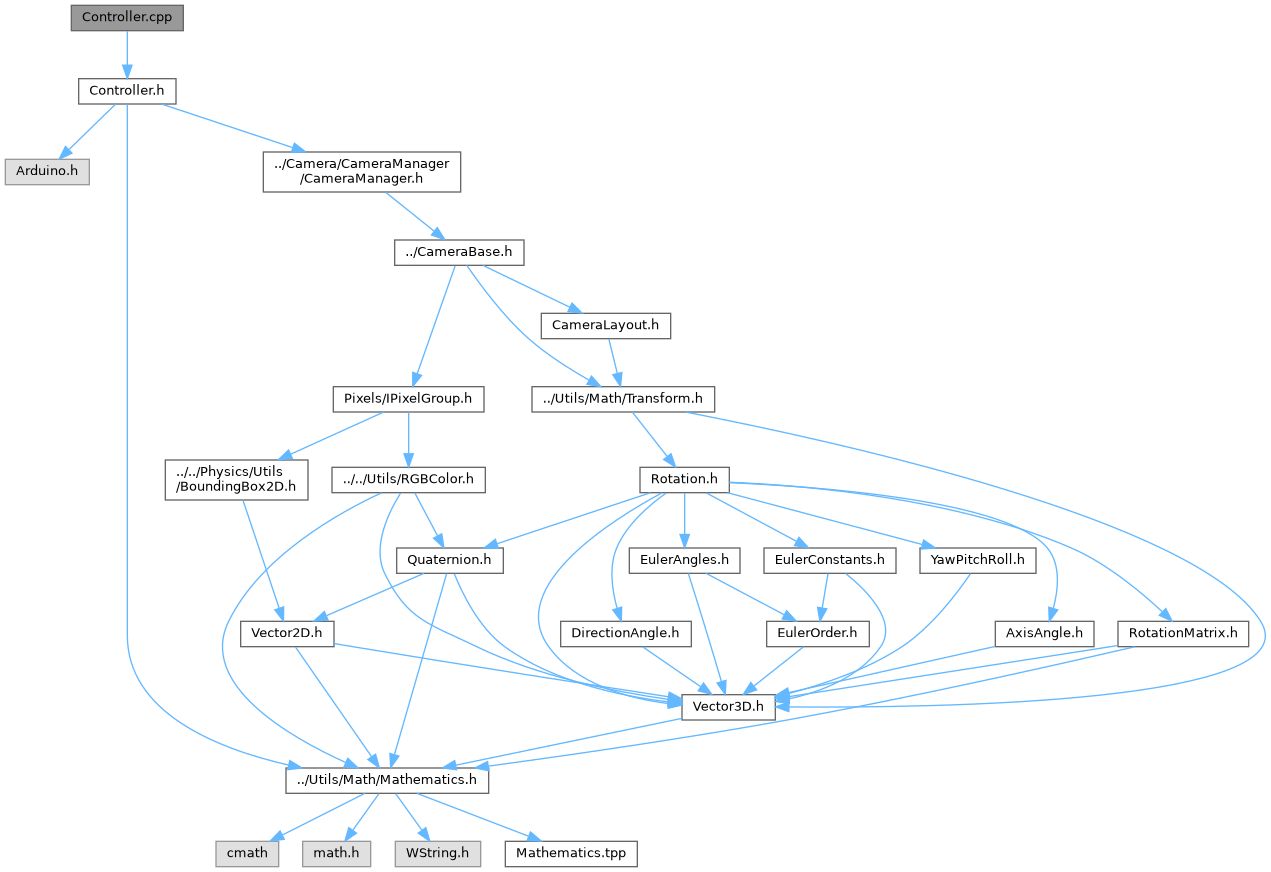 Controller.cpp
Controller.h
Arduino.h
../Camera/CameraManager
/CameraManager.h
../CameraBase.h
CameraLayout.h
Pixels/IPixelGroup.h
../Utils/Math/Transform.h
../../Physics/Utils
/BoundingBox2D.h
../../Utils/RGBColor.h
Rotation.h
Quaternion.h
EulerAngles.h
EulerConstants.h
YawPitchRoll.h
Vector2D.h
DirectionAngle.h
EulerOrder.h
AxisAngle.h
RotationMatrix.h
Vector3D.h
../Utils/Math/Mathematics.h
cmath
math.h
WString.h
Mathematics.tpp